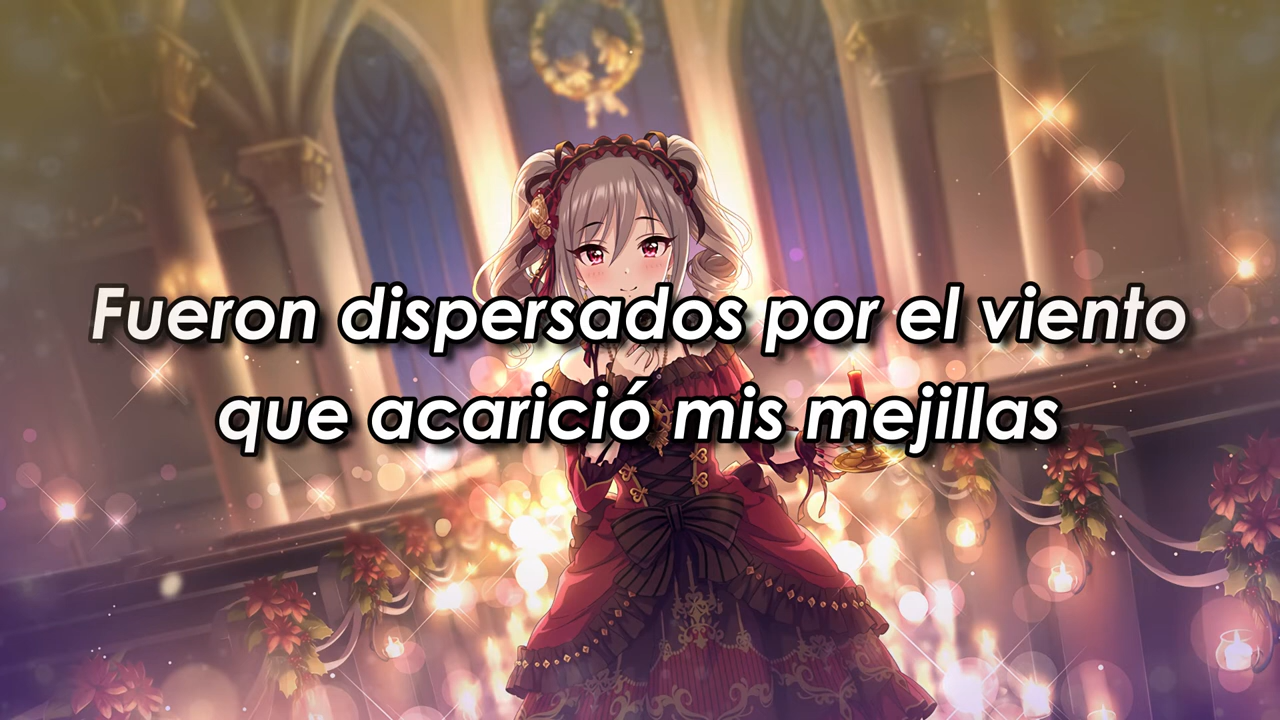 Fueron dispersados por el viento
que acarició mis mejillas